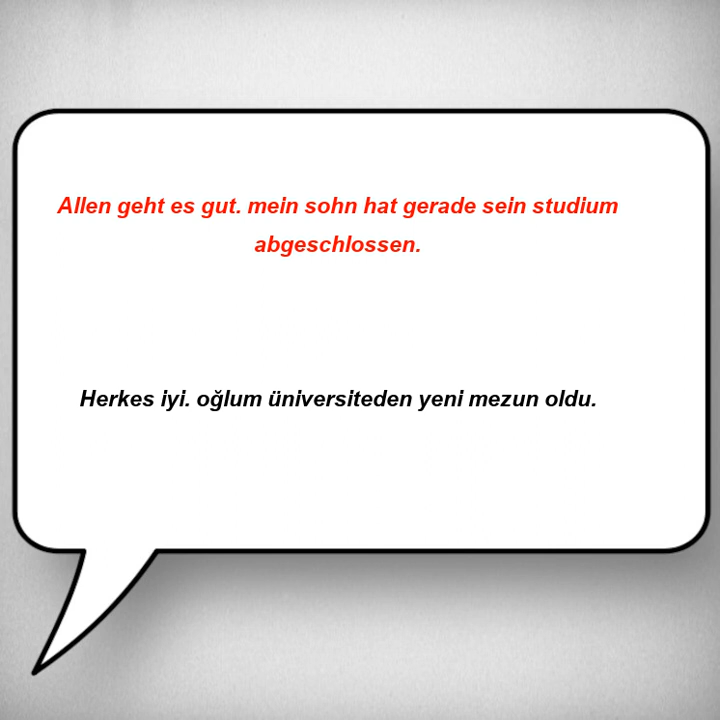 Allen geht es gut. mein sohn hat gerade sein studium
abgeschlossen.
Herkes iyi. oğlum üniversiteden yeni mezun oldu.